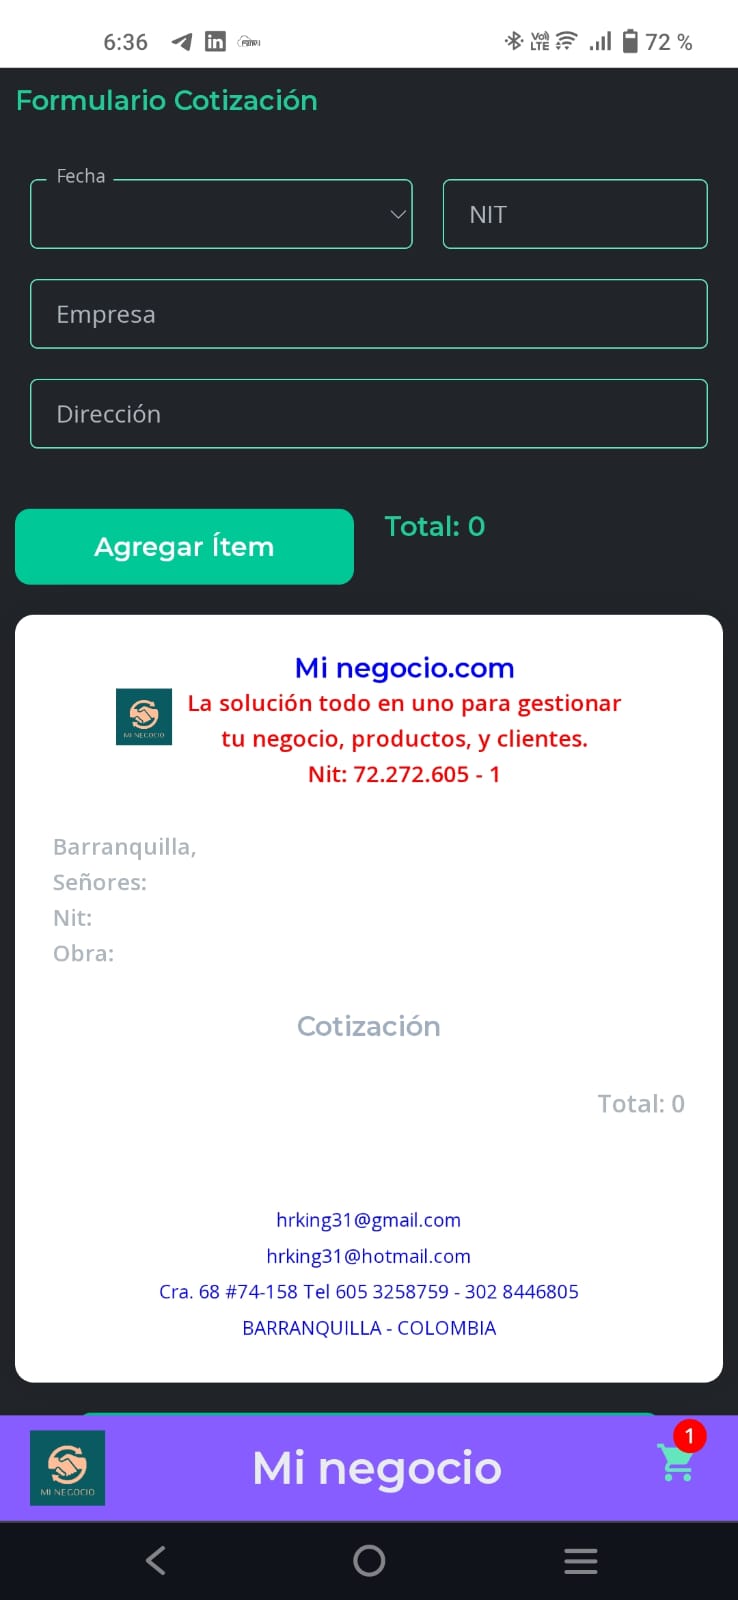 6:36
in
VoI) LTE
72 %
Formulario Cotización
Fecha
NIT
Empresa
Dirección
Agregar Ítem
Total: 0
Mi negocio.com
MI NEGOCIO
La solución todo en uno para gestionar
tu negocio, productos, y clientes.
Nit: 72.272.605 - 1
Barranquilla,
Señores:
Nit:
Obra:
Cotización
Total: 0
hrking31@gmail.com
hrking31@hotmail.com
Cra. 68 #74-158 Tel 605 3258759 - 302 8446805
BARRANQUILLA - COLOMBIA
MI NEGOCIO
Mi negocio
1